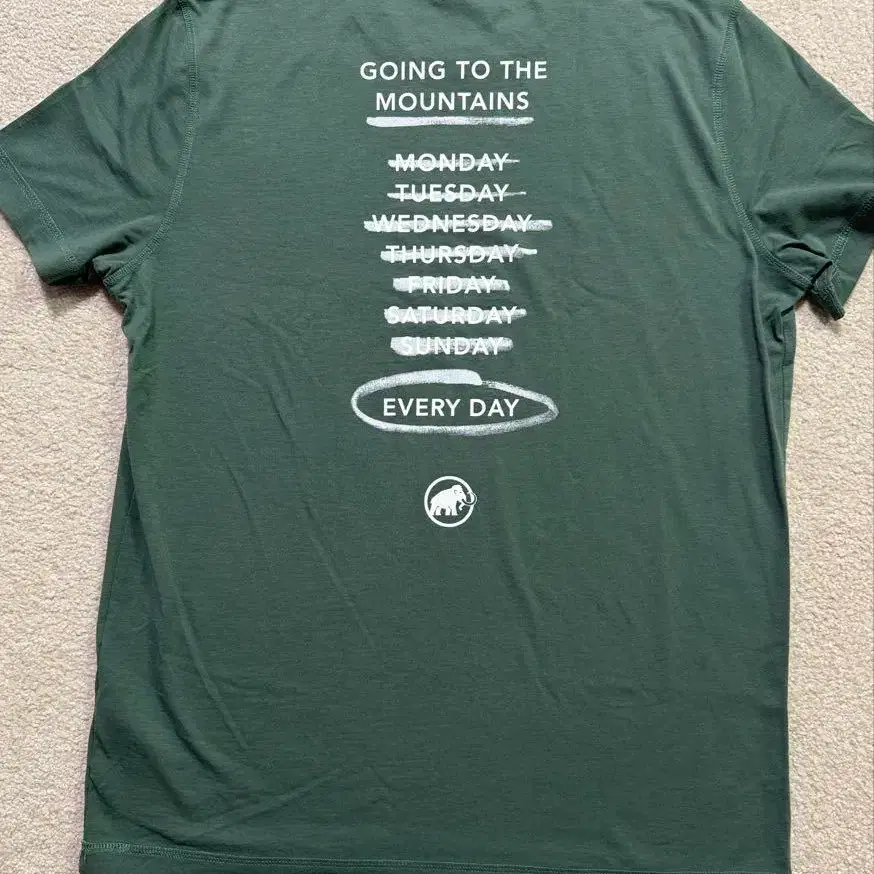 GOING TO THE
MOUNTAINS
MONDAY
TUESDAY
WEDNESDAY
THURSDAY
FRIDAY
SATURDAY
SUNDAY
EVERY DAY